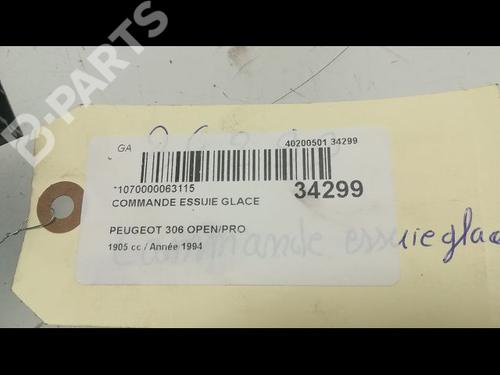 B-PARTS
GA
40200501 34299
*1070000063115
34299
COMMANDE ESSUIE GLACE
PEUGEOT 306 OPEN/PRO
1905 cc / Année 1994
Commande essuie glace